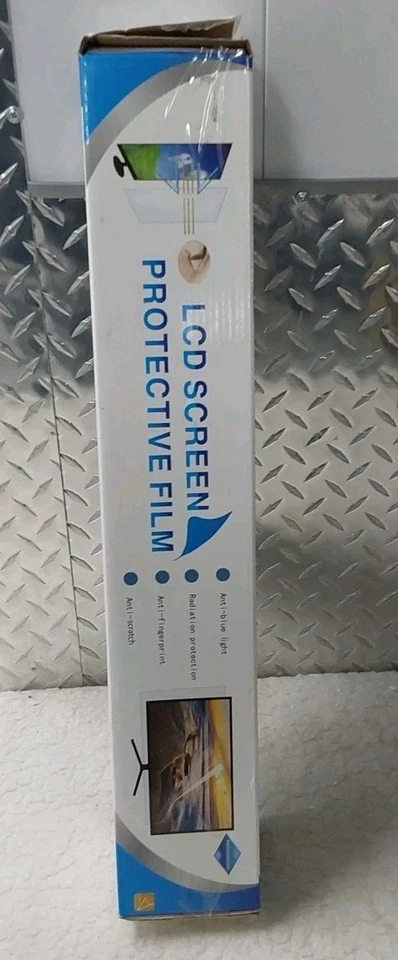 LCD SCREEN
PROTECTIVE FILM
Anti-blue light
Radiation protection
Anti-fingerprint
Anti-scratch